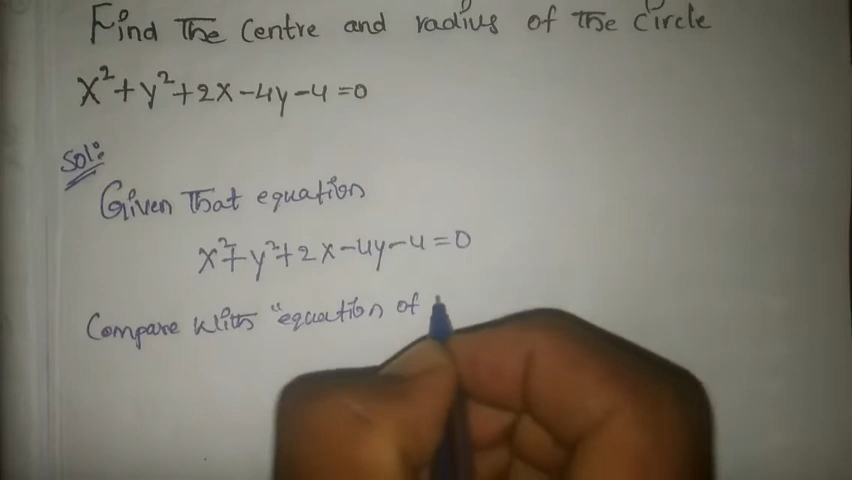 Find The Centre and radius of the Circle
x²+y²+2x-4y-4=0
Sol:
Given That equation
x²+y²+2x-4y-4=0
Compare with "equation of